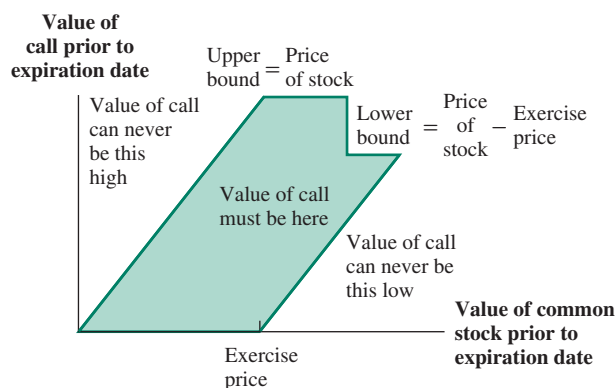 Value of
call prior to
expiration date
Upper bound = Price of stock
Value of call
can never
be this
high
Lower bound = Price of stock − Exercise price
Value of call
must be here
Value of call
can never be
this low
Exercise
price
Value of common
stock prior to
expiration date